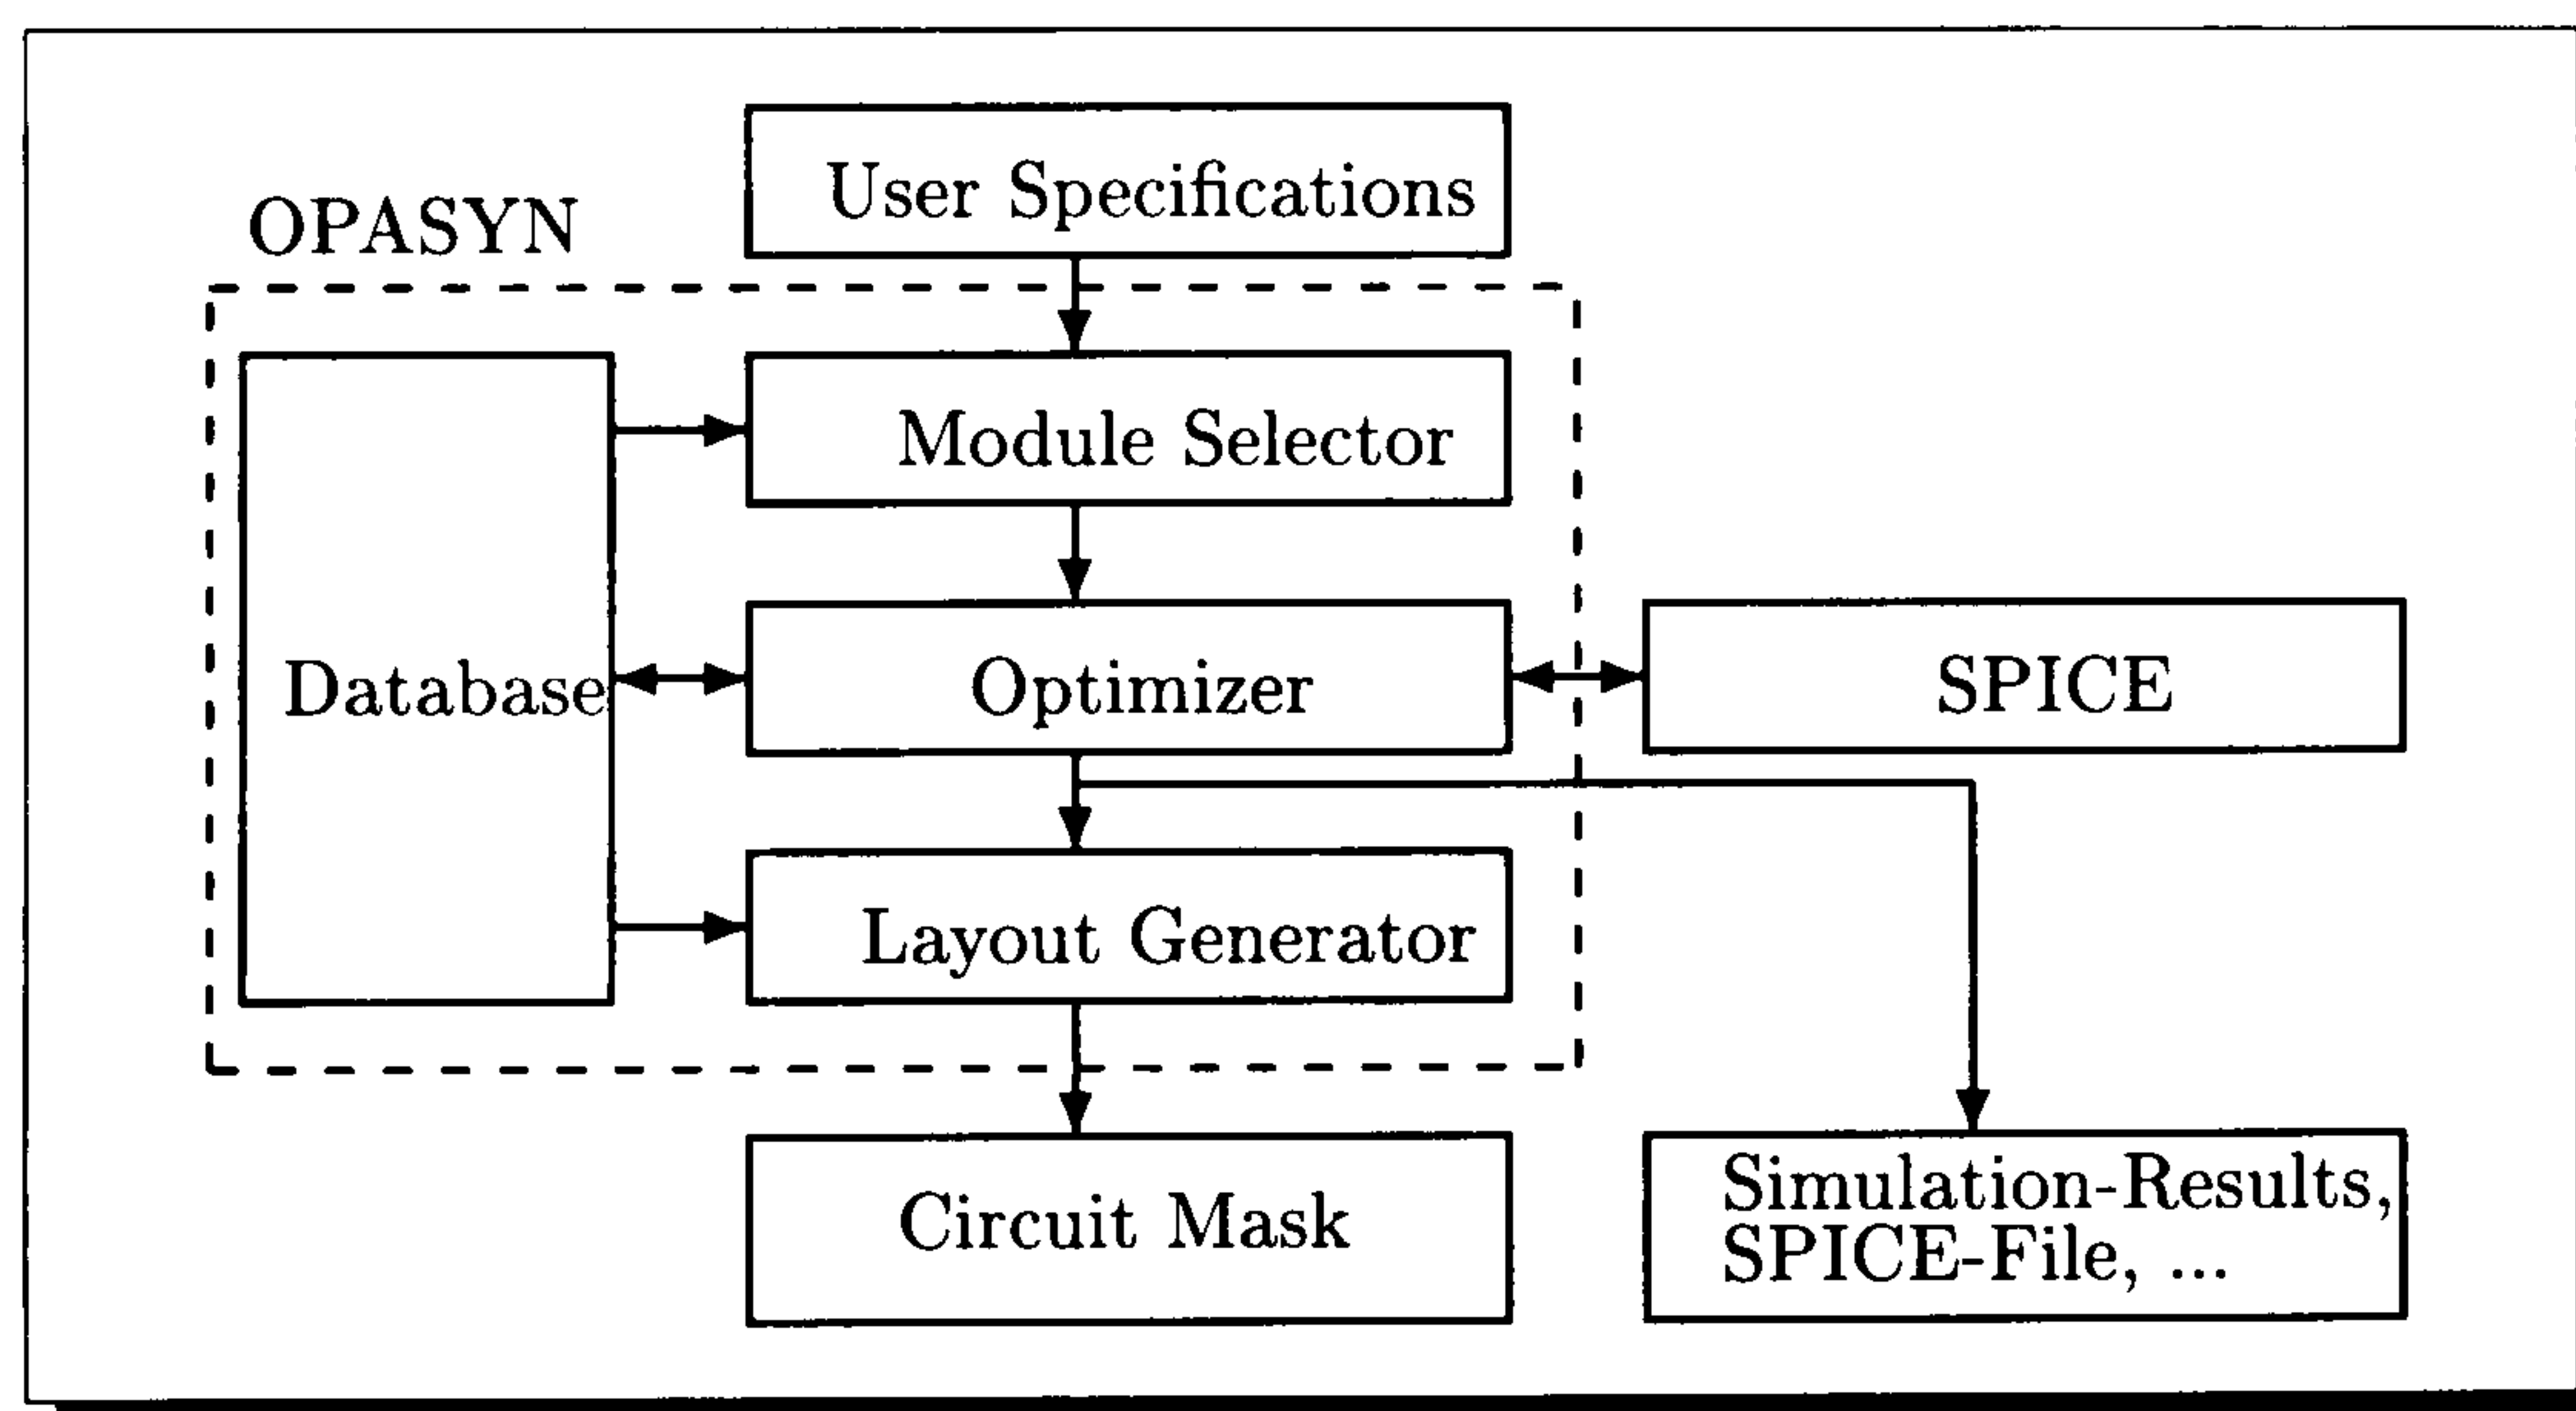 User Specifications
OPASYN
Module Selector
Database
Optimizer
SPICE
Layout Generator
Circuit Mask
Simulation-Results,
SPICE-File, ...